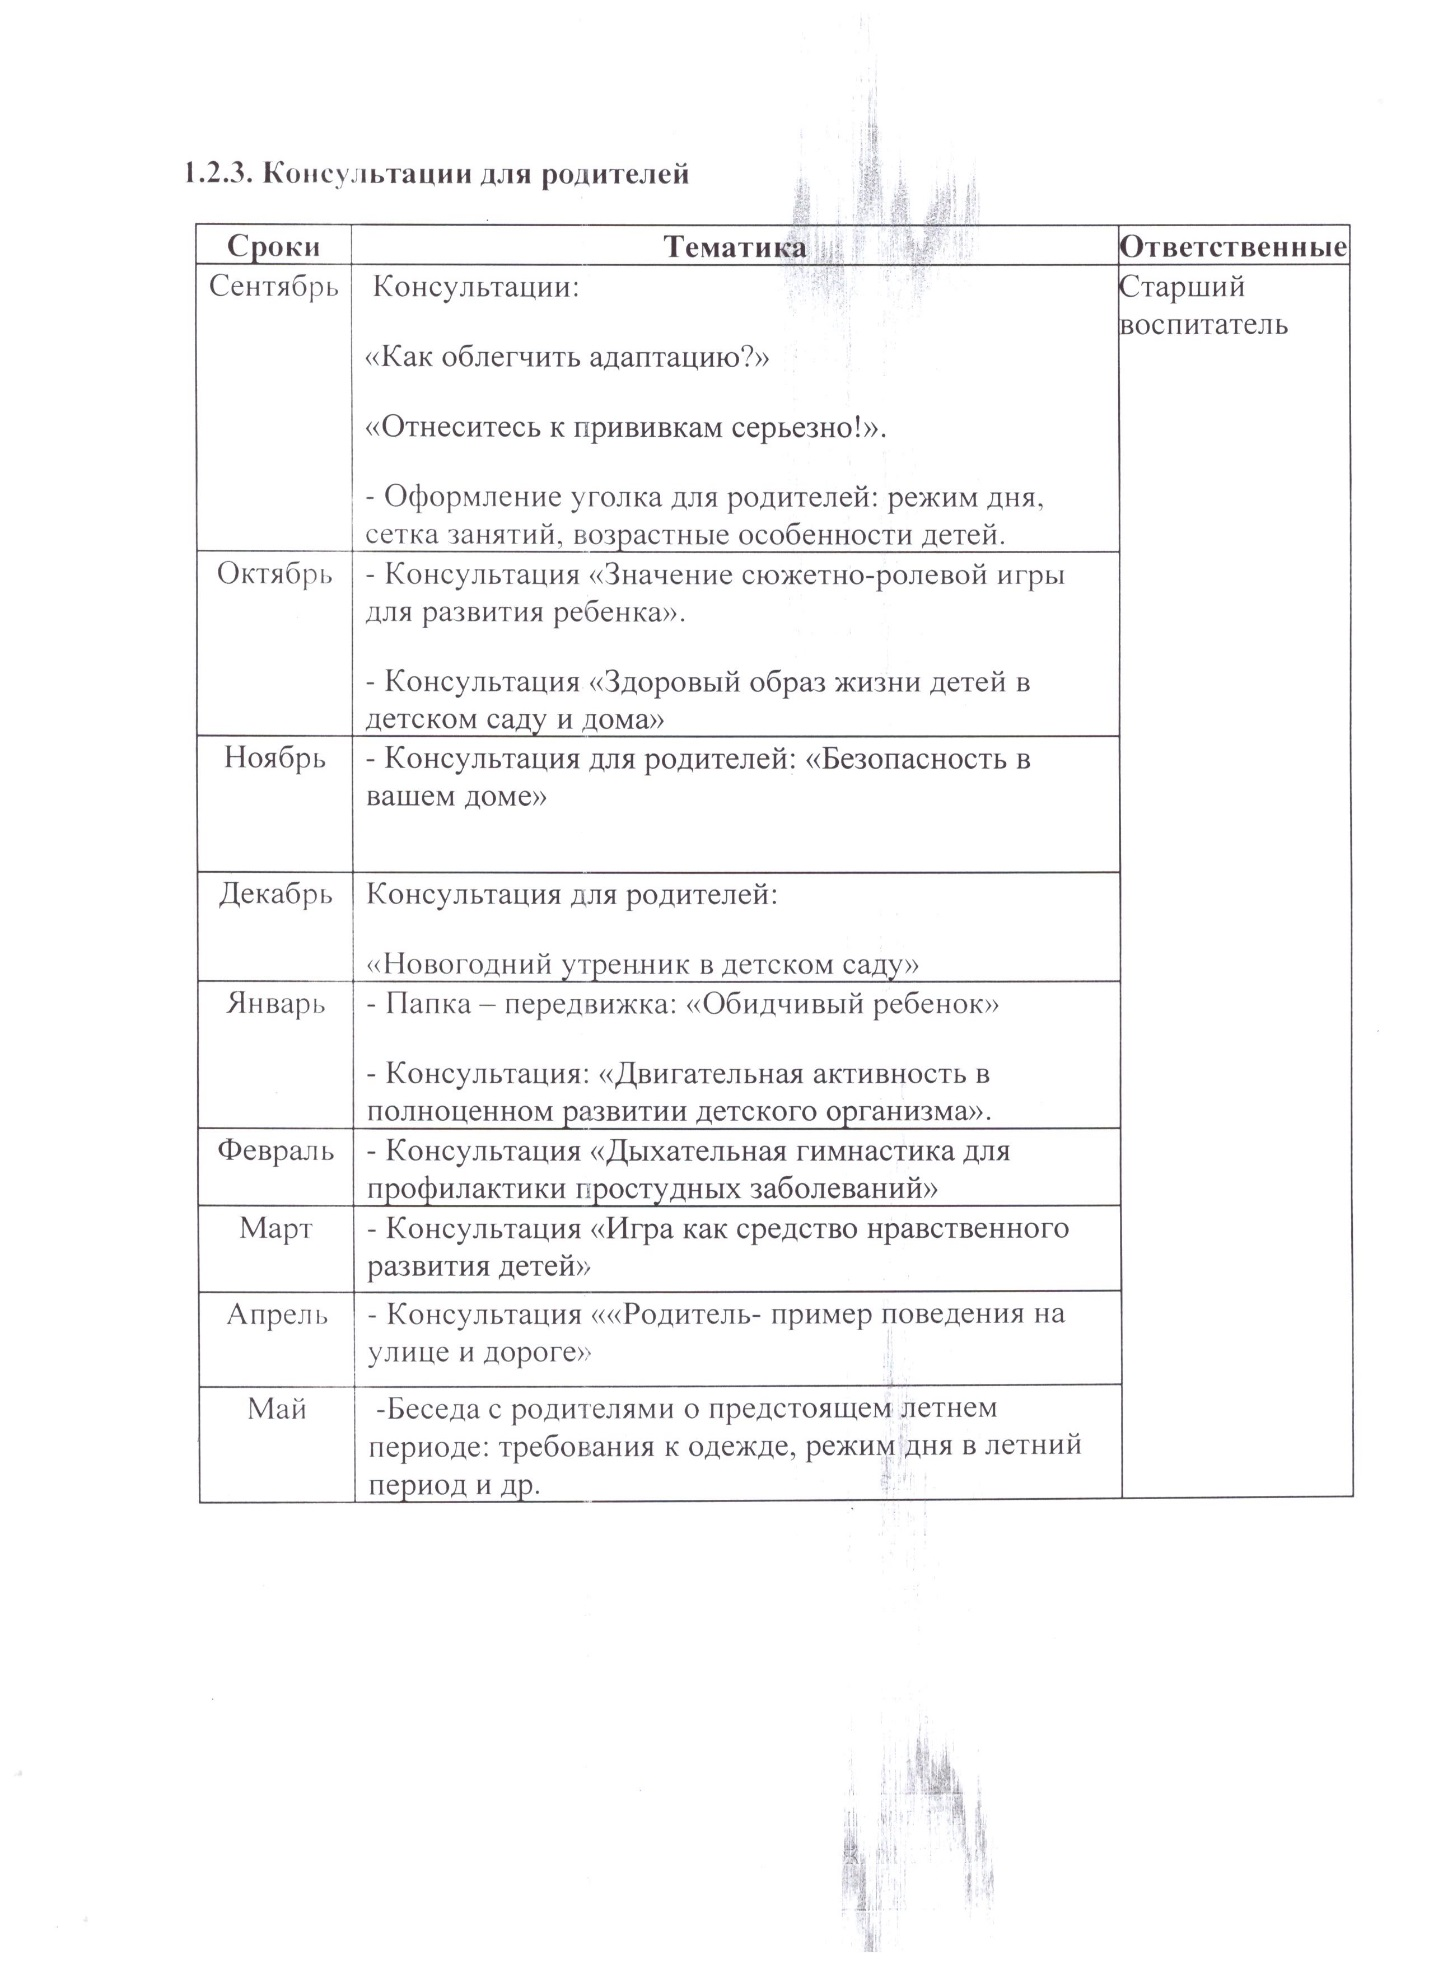 1.2.3. Консультации для родителей
Сроки Тематика Ответственные
Сентябрь Консультации: Старший
воспитатель
«Как облегчить адаптацию?»
«Отнеситесь к прививкам серьезно!».
- Оформление уголка для родителей: режим дня,
сетка занятий, возрастные особенности детей.
Октябрь - Консультация «Значение сюжетно-ролевой игры
для развития ребенка».
- Консультация «Здоровый образ жизни детей в
детском саду и дома»
Ноябрь - Консультация для родителей: «Безопасность в
вашем доме»
Декабрь Консультация для родителей:
«Новогодний утренник в детском саду»
Январь - Папка – передвижка: «Обидчивый ребенок»
- Консультация: «Двигательная активность в
полноценном развитии детского организма».
Февраль - Консультация «Дыхательная гимнастика для
профилактики простудных заболеваний»
Март - Консультация «Игра как средство нравственного
развития детей»
Апрель - Консультация ««Родитель- пример поведения на
улице и дороге»
Май -Беседа с родителями о предстоящем летнем
периоде: требования к одежде, режим дня в летний
период и др.